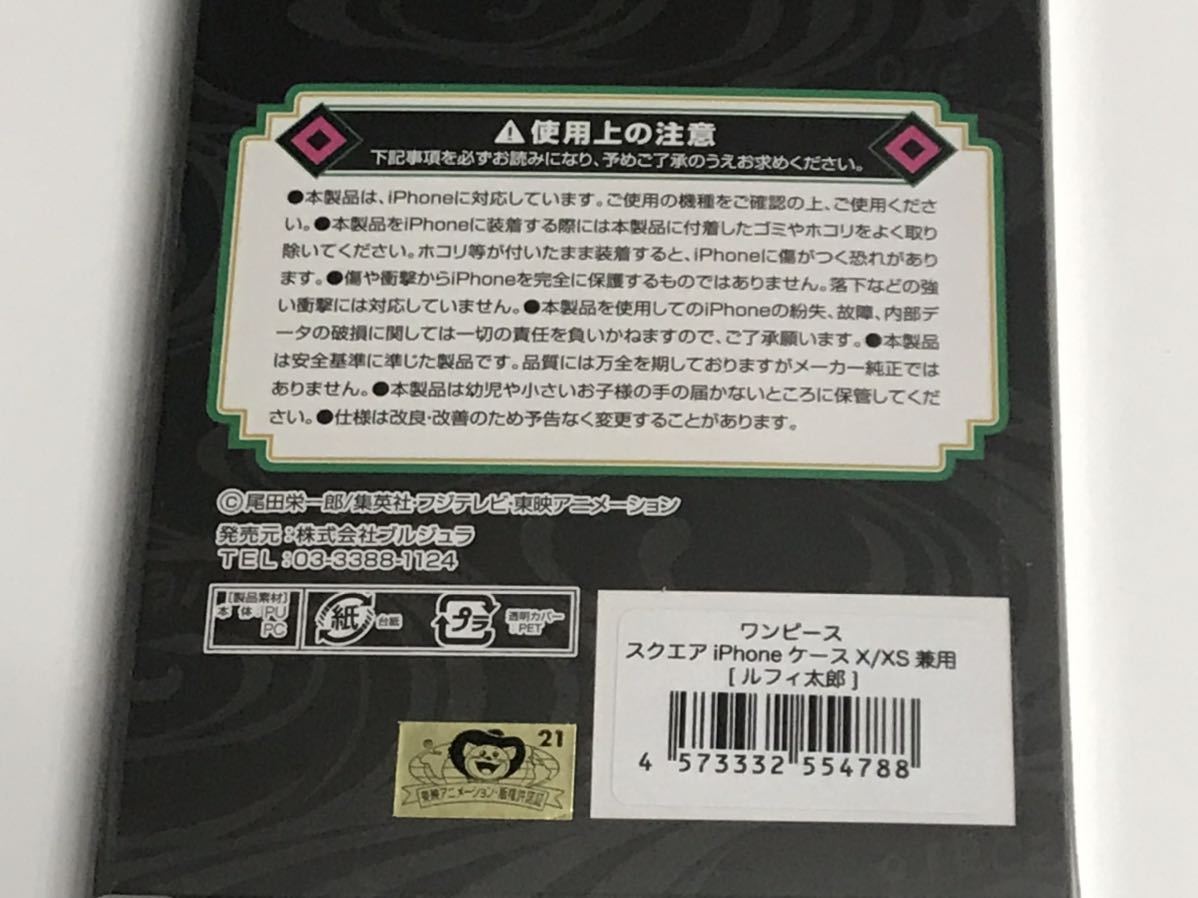 ONE
⚠使用上の注意
下記事項を必ずお読みになり、予めご了承のうえお求めください。
●本製品は、iPhoneに対応しています。ご使用の機種をご確認の上、ご使用くださ
い。●本製品をiPhoneに装着する際には本製品に付着したゴミやホコリをよく取り
除いてください。ホコリ等が付いたまま装着すると、iPhoneに傷がつく恐れがあり
ます。●傷や衝撃からiPhoneを完全に保護するものではありません。落下などの強
い衝撃には対応していません。●本製品を使用してのiPhoneの紛失、故障、内部デ
ータの破損に関しては一切の責任を負いかねますので、ご了承願います。●本製品
は安全基準に準じた製品です。品質には万全を期しておりますがメーカー純正では
ありません。●本製品は幼児や小さいお子様の手の届かないところに保管してくだ
さい。●仕様は改良・改善のため予告なく変更することがあります。
©尾田栄一郎/集英社・フジテレビ・東映アニメーション
発売元:株式会社ブルジュラ
TEL:03-3388-1124
[製品素材]
本体:PU
PC
紙
台紙
プラ
透明カバー
:PET
21
東映アニメーション・版権許諾証
ワンピース
スクエア iPhone ケース X/XS 兼用
[ ルフィ太郎 ]
4 573332 554788